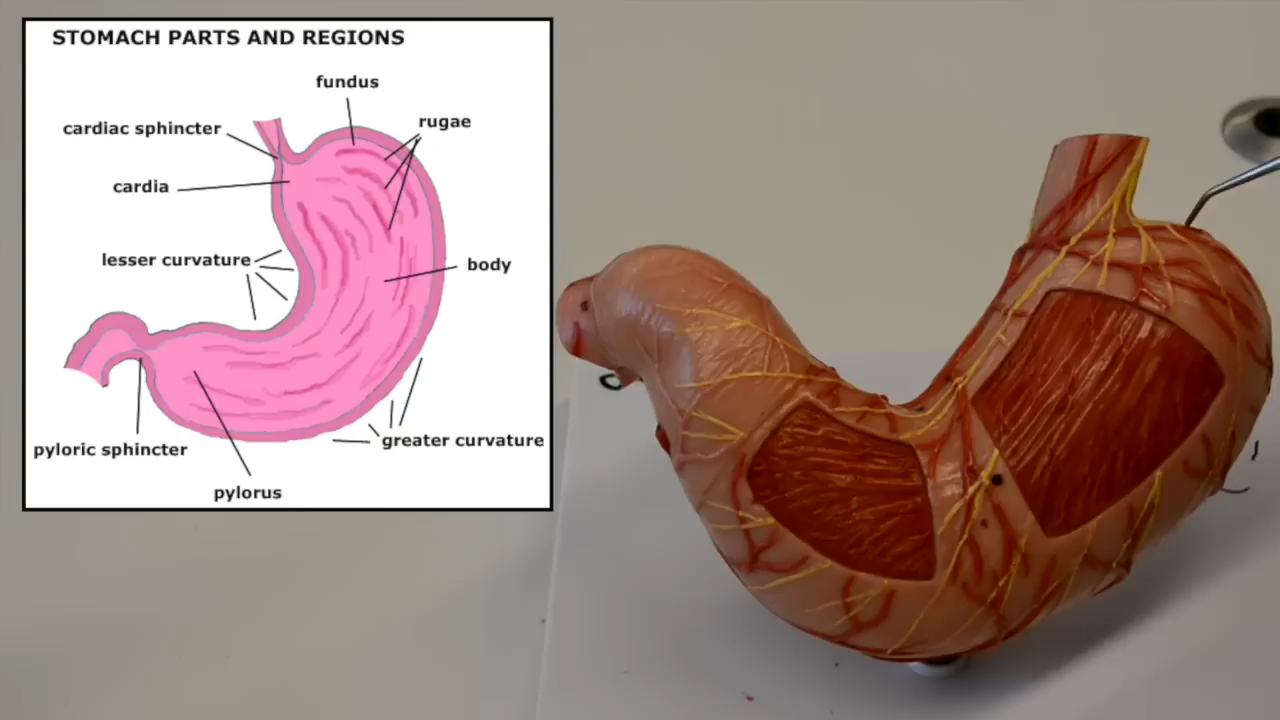 STOMACH PARTS AND REGIONS
fundus
cardiac sphincter
rugae
cardia
lesser curvature
body
greater curvature
pyloric sphincter
pylorus